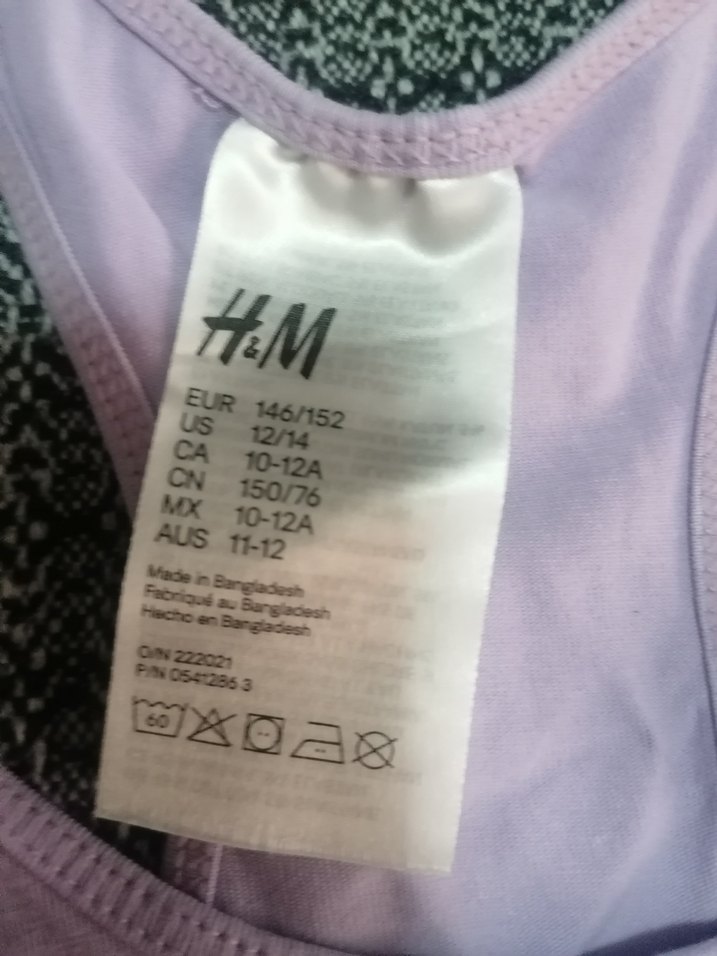 H&M
EUR 146/152
US 12/14
CA 10-12A
CN 150/76
MX 10-12A
AUS 11-12
Made in Bangladesh
Fabriqué au Bangladesh
Hecho en Bangladesh
O/N 222021
P/N 0541286 3
60